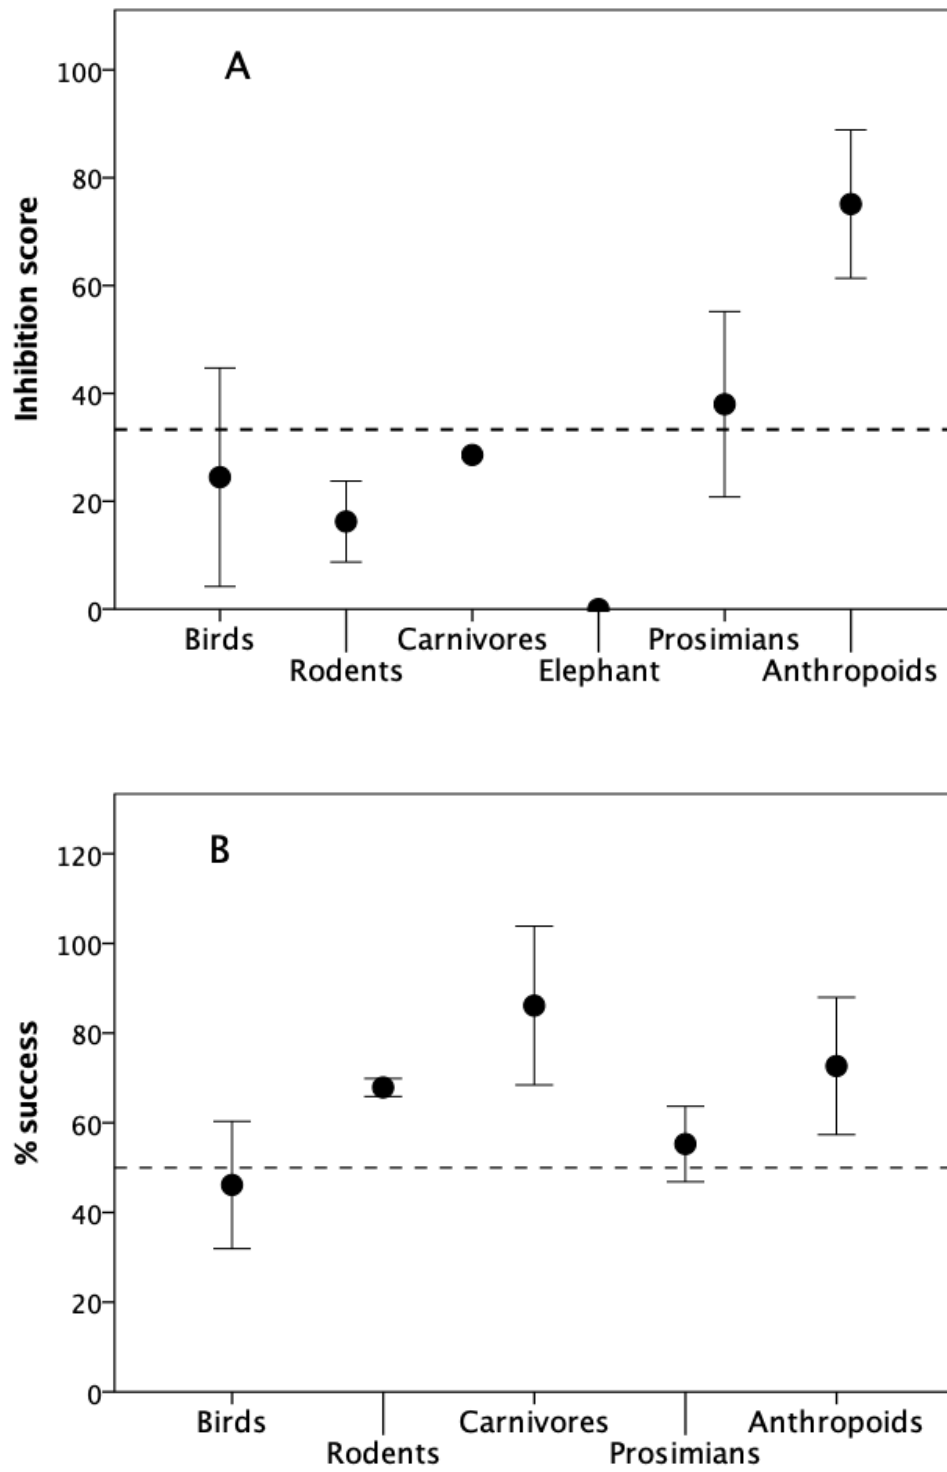 A
100
80
60
40
20
0
Inhibition score
Birds
Rodents
Carnivores
Elephant
Prosimians
Anthropoids
B
120
100
80
60
40
20
0
% success
Birds
Rodents
Carnivores
Prosimians
Anthropoids